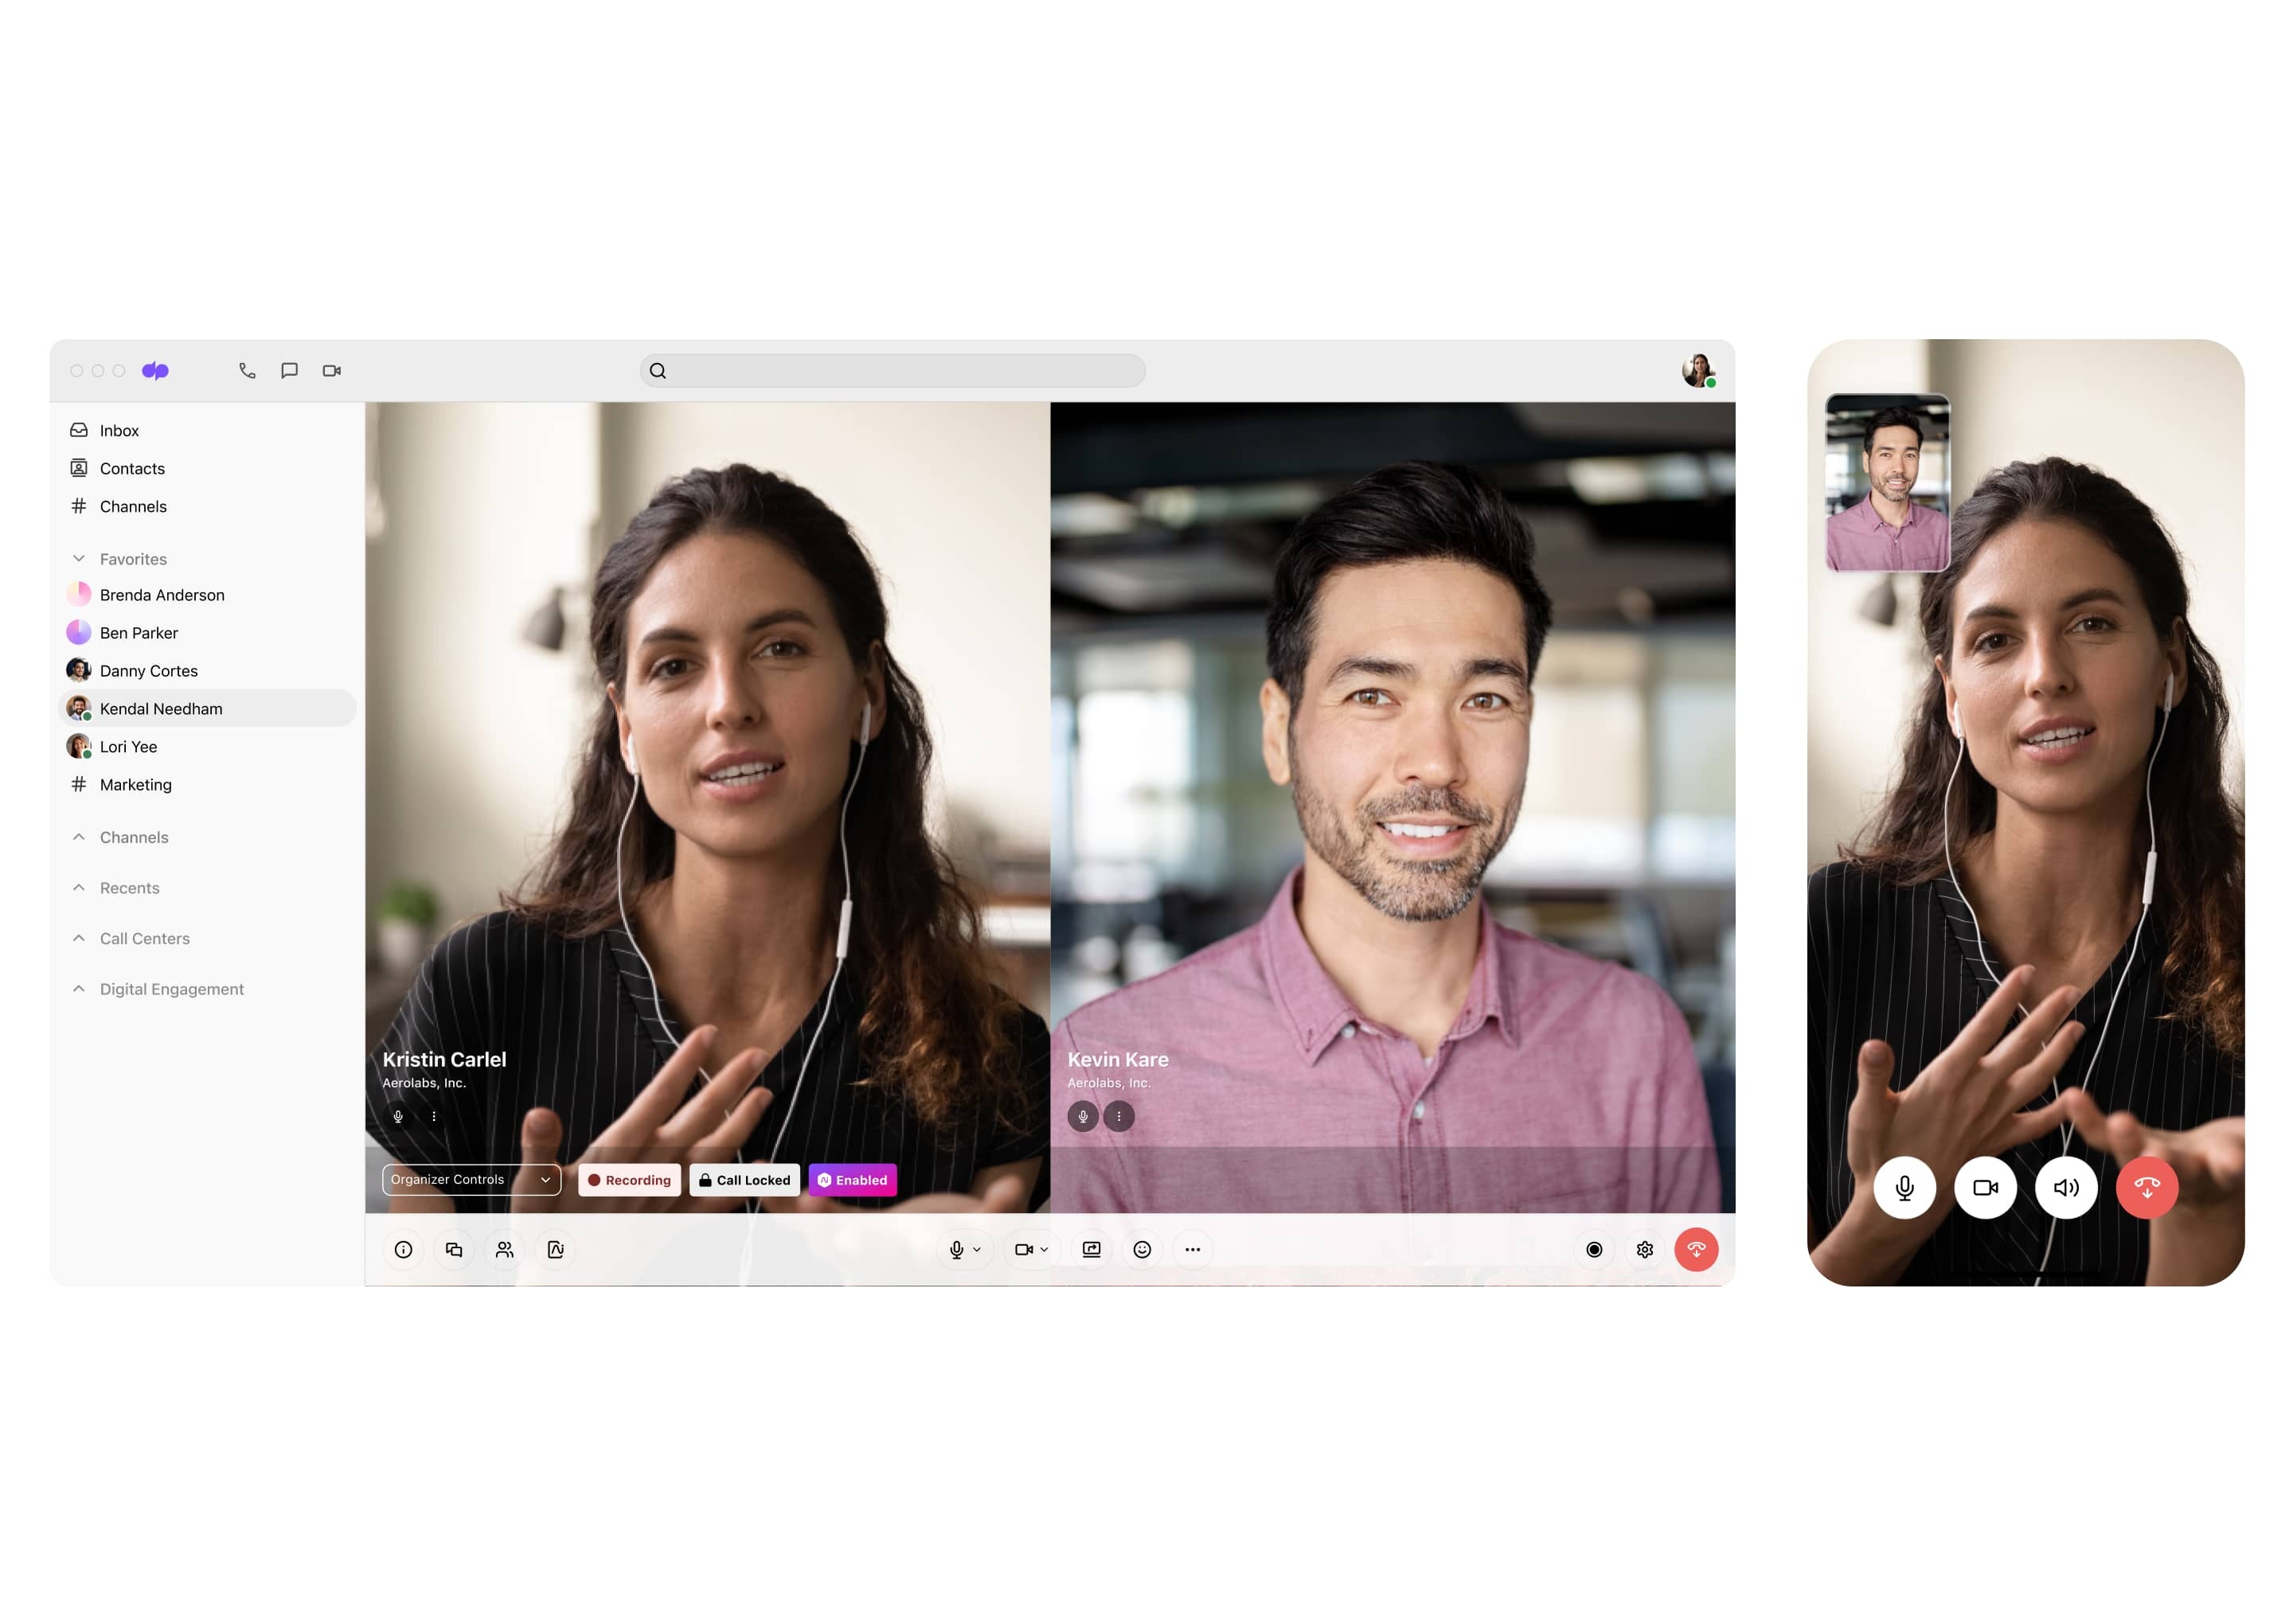 Inbox
Contacts
Channels
Favorites
Brenda Anderson
Ben Parker
Danny Cortes
Kendal Needham
Lori Yee
Marketing
Channels
Recents
Call Centers
Digital Engagement
Kristin Carlel
Aerolabs, Inc.
Organizer Controls
Recording
Call Locked
Enabled
Kevin Kare
Aerolabs, Inc.